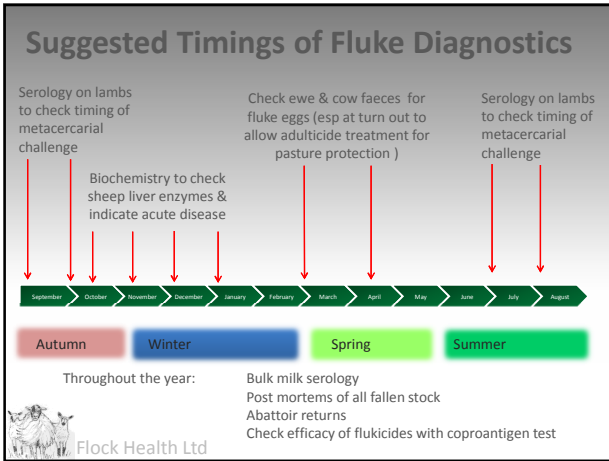 Suggested Timings of Fluke Diagnostics
Serology on lambs
to check timing of
metacercarial
challenge
Check ewe & cow faeces for
fluke eggs (esp at turn out to
allow adulticide treatment for
pasture protection )
Serology on lambs
to check timing of
metacercarial
challenge
Biochemistry to check
sheep liver enzymes &
indicate acute disease
September October November December January February March April May June July August
Autumn Winter Spring Summer
Throughout the year:
Bulk milk serology
Post mortems of all fallen stock
Abattoir returns
Check efficacy of flukicides with coproantigen test
Flock Health Ltd